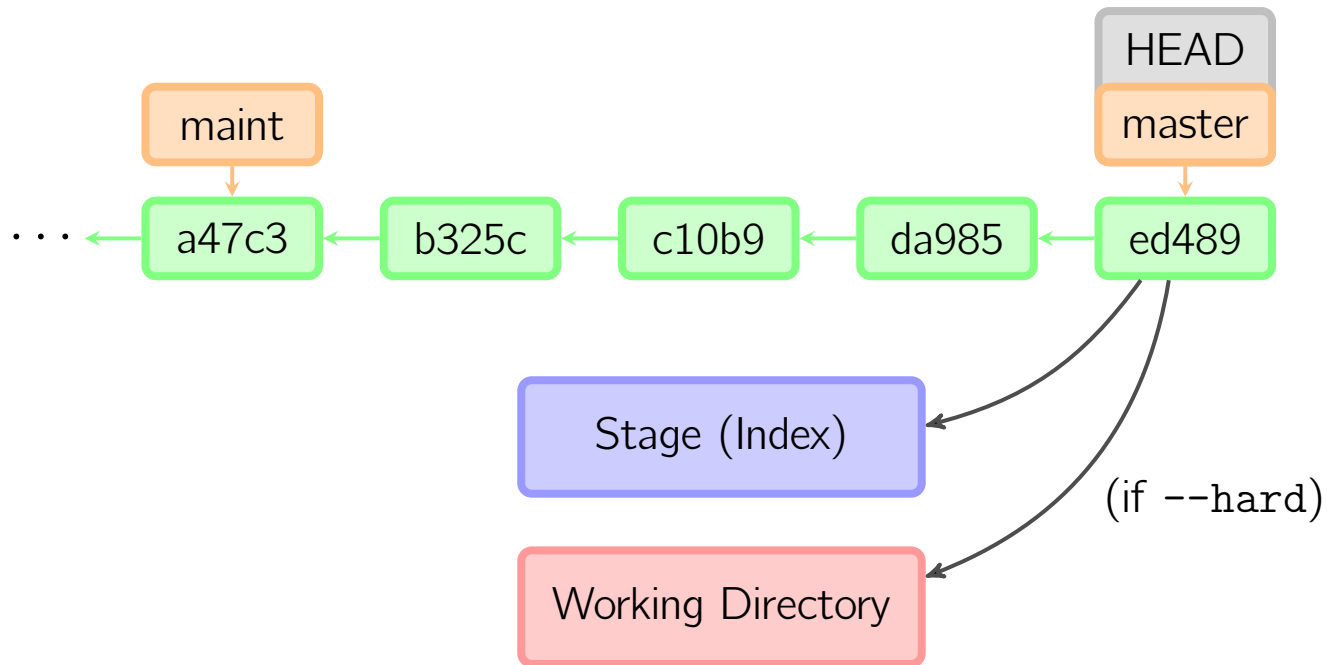 HEAD
maint
master
... a47c3 b325c c10b9 da985 ed489
Stage (Index)
(if --hard)
Working Directory